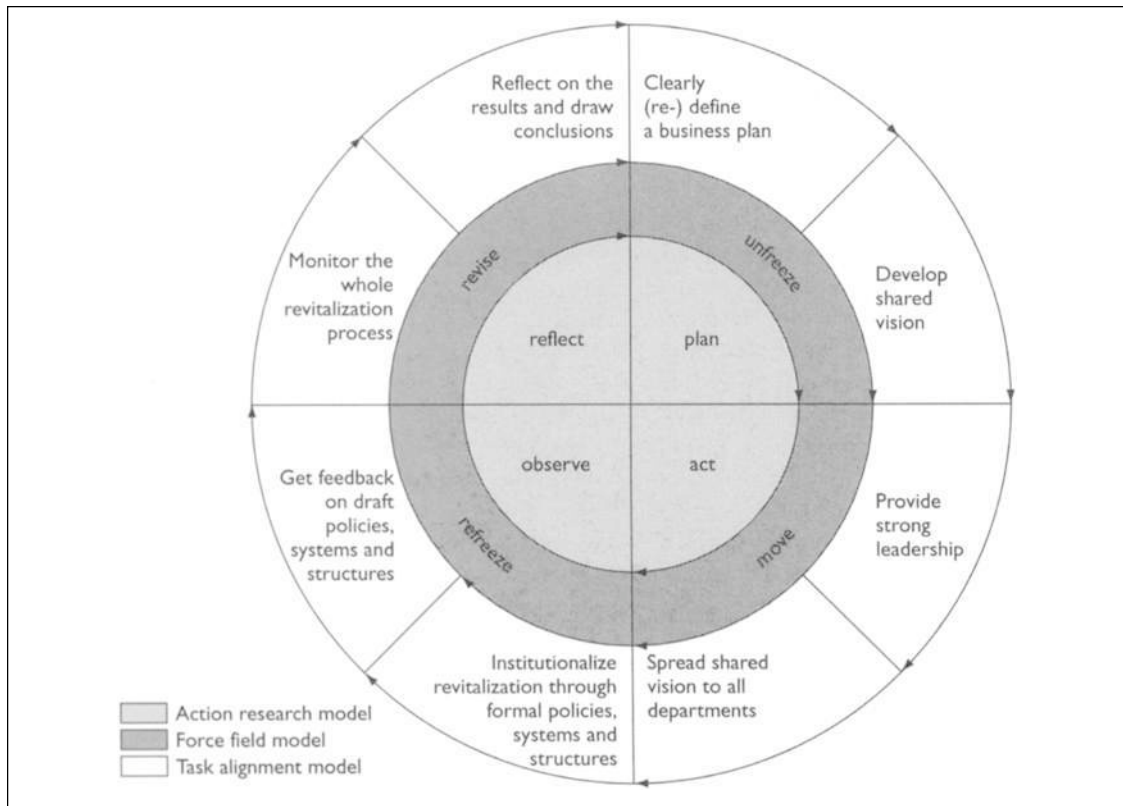 Reflect on the
results and draw
conclusions
Clearly
(re-) define
a business plan
Monitor the
whole
revitalization
process
revise
unfreeze
Develop
shared
vision
reflect
plan
observe
act
Get feedback
on draft
policies,
systems and
structures
refreeze
move
Provide
strong
leadership
Institutionalize
revitalization through
formal policies,
systems and
structures
Spread shared
vision to all
departments
Action research model
Force field model
Task alignment model